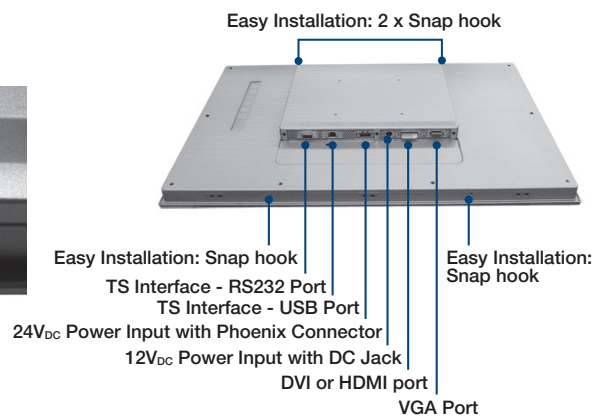 Easy Installation: 2 x Snap hook
Easy Installation: Snap hook
Easy Installation:
Snap hook
TS Interface - RS232 Port
TS Interface - USB Port
24VDC Power Input with Phoenix Connector
12VDC Power Input with DC Jack
DVI or HDMI port
VGA Port